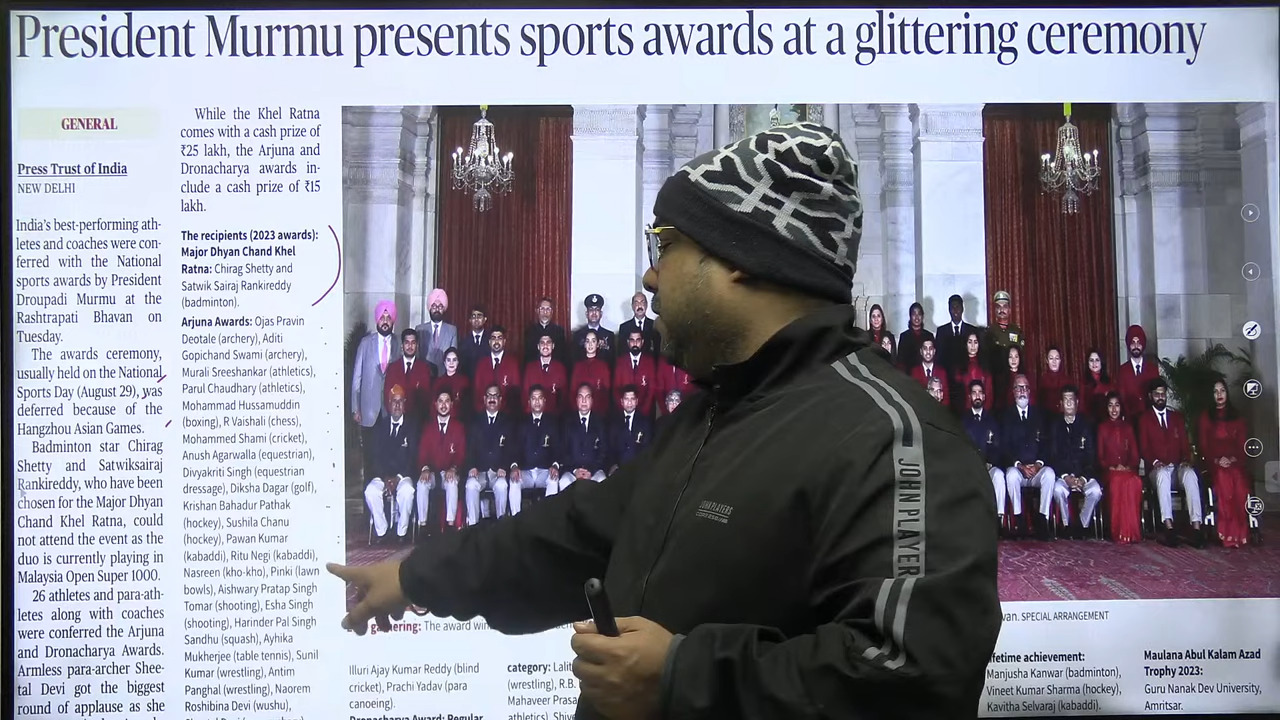 President Murmu presents sports awards at a glittering ceremony
GENERAL
Press Trust of India
NEW DELHI
India's best-performing ath-
letes and coaches were con-
ferred with the National
sports awards by President
Droupadi Murmu at the
Rashtrapati Bhavan on
Tuesday.
The awards ceremony,
usually held on the National
Sports Day (August 29), was
deferred because of the
Hangzhou Asian Games.
Badminton star Chirag
Shetty and Satwiksairaj
Rankireddy, who have been
chosen for the Major Dhyan
Chand Khel Ratna, could
not attend the event as the
duo is currently playing in
Malaysia Open Super 1000.
26 athletes and para-ath-
letes along with coaches
were conferred the Arjuna
and Dronacharya Awards.
Armless para-archer Shee-
tal Devi got the biggest
round of applause as she
While the Khel Ratna
comes with a cash prize of
₹25 lakh, the Arjuna and
Dronacharya awards in-
clude a cash prize of ₹15
lakh.
The recipients (2023 awards):
Major Dhyan Chand Khel
Ratna: Chirag Shetty and
Satwik Sairaj Rankireddy
(badminton).
Arjuna Awards: Ojas Pravin
Deotale (archery), Aditi
Gopichand Swami (archery),
Murali Sreeshankar (athletics),
Parul Chaudhary (athletics),
Mohammad Hussamuddin
(boxing), R Vaishali (chess),
Mohammed Shami (cricket),
Anush Agarwalla (equestrian),
Divyakriti Singh (equestrian
dressage), Diksha Dagar (golf),
Krishan Bahadur Pathak
(hockey), Sushila Chanu
(hockey), Pawan Kumar
(kabaddi), Ritu Negi (kabaddi),
Nasreen (kho-kho), Pinki (lawn
bowls), Aishwary Pratap Singh
Tomar (shooting), Esha Singh
(shooting), Harinder Pal Singh
Sandhu (squash), Ayhika
Mukherjee (table tennis), Sunil
Kumar (wrestling), Antim
Panghal (wrestling), Naorem
Roshibina Devi (wushu),
gathering: The award win
van. SPECIAL ARRANGEMENT
Illuri Ajay Kumar Reddy (blind
cricket), Prachi Yadav (para
canoeing).
Dronacharya Award: Regular
category: Lalit
(wrestling), R.B.
Mahaveer Prasa
athletics), Shiv
lifetime achievement:
Manjusha Kanwar (badminton),
Vineet Kumar Sharma (hockey),
Kavitha Selvaraj (kabaddi).
Maulana Abul Kalam Azad
Trophy 2023:
Guru Nanak Dev University,
Amritsar.
JOHN PLAYERS
JOHN PLAYER